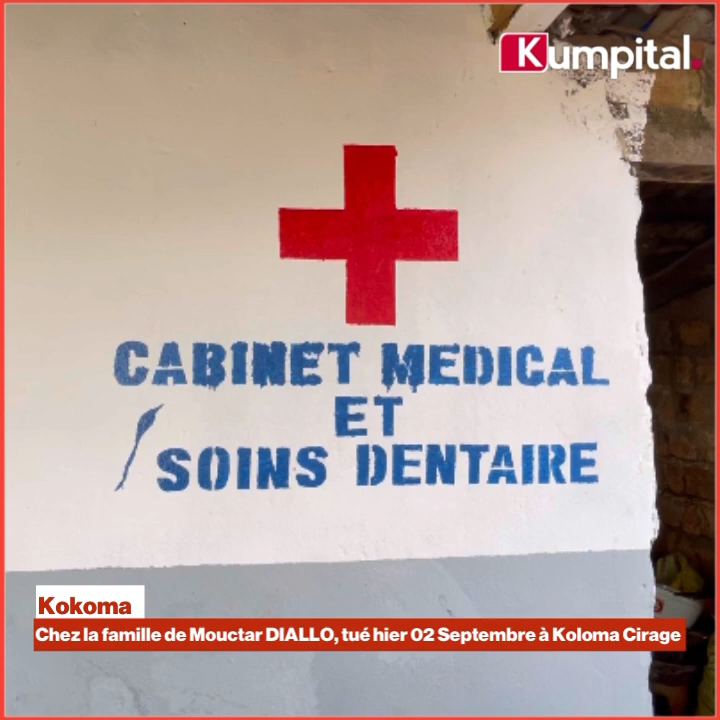 Kumpital.
CABINET MEDICAL
ET
SOINS DENTAIRE
Kokoma
Chez la famille de Mouctar DIALLO, tué hier 02 Septembre à Koloma Cirage